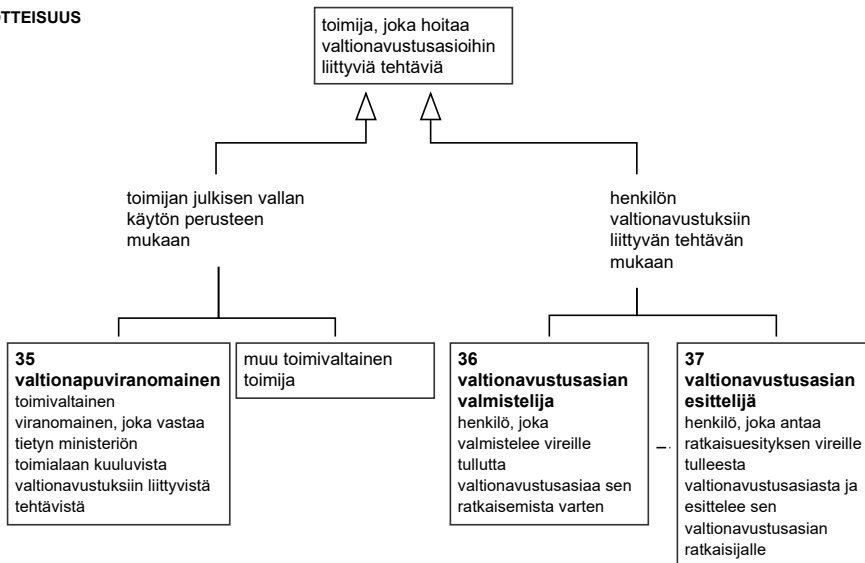 TTEISUUS
toimija, joka hoitaa
valtionavustusasioihin
liittyviä tehtäviä
toimijan julkisen vallan
käytön perusteen
mukaan
henkilön
valtionavustuksiin
liittyvän tehtävän
mukaan
35
valtionapuviranomainen
toimivaltainen
viranomainen, joka vastaa
tietyn ministeriön
toimialaan kuuluvista
valtionavustuksiin liittyvistä
tehtävistä
muu toimivaltainen
toimija
36
valtionavustusasian
valmistelija
henkilö, joka
valmistelee vireille
tullutta
valtionavustusasiaa sen
ratkaisemista varten
37
valtionavustusasian
esittelijä
henkilö, joka antaa
ratkaisuesityksen vireille
tulleesta
valtionavustusasiasta ja
esittelee sen
valtionavustusasian
ratkaisijalle